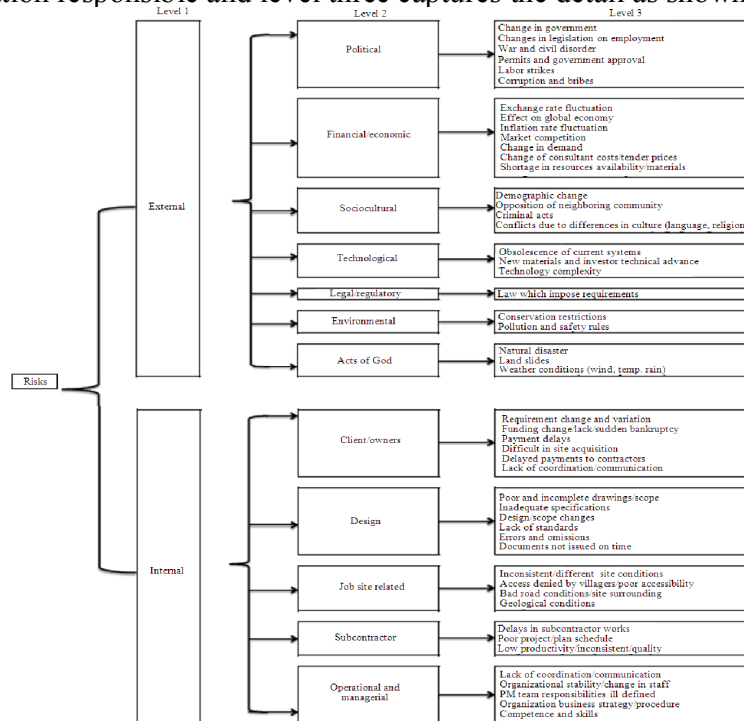 ation responsible and level three captures the detail as shown
Level 1
Level 2
Level 3
Risks
External
Political
Change in government
Changes in legislation on employment
War and civil disorder
Permits and government approval
Labor strikes
Corruption and bribes
Financial/economic
Exchange rate fluctuation
Effect on global economy
Inflation rate fluctuation
Market competition
Change in demand
Change of consultant costs/tender prices
Shortage in resources availability/materials
Sociocultural
Demographic change
Opposition of neighboring community
Criminal acts
Conflicts due to differences in culture (language, religion
Technological
Obsolescence of current systems
New materials and investor technical advance
Technology complexity
Legal/regulatory
Law which impose requirements
Environmental
Conservation restrictions
Pollution and safety rules
Acts of God
Natural disaster
Land slides
Weather conditions (wind, temp. rain)
Internal
Client/owners
Requirement change and variation
Funding change/lack/sudden bankruptcy
Payment delays
Difficult in site acquisition
Delayed payments to contractors
Lack of coordination/communication
Design
Poor and incomplete drawings/scope
Inadequate specifications
Design/scope changes
Lack of standards
Errors and omissions
Documents not issued on time
Job site related
Inconsistent/different site conditions
Access denied by villagers/poor accessibility
Bad road conditions/site surrounding
Geological conditions
Subcontractor
Delays in subcontractor works
Poor project/plan schedule
Low productivity/inconsistent/quality
Operational and
managerial
Lack of coordination/communication
Organizational stability/change in staff
PM team responsibilities ill defined
Organization business strategy/procedure
Competence and skills